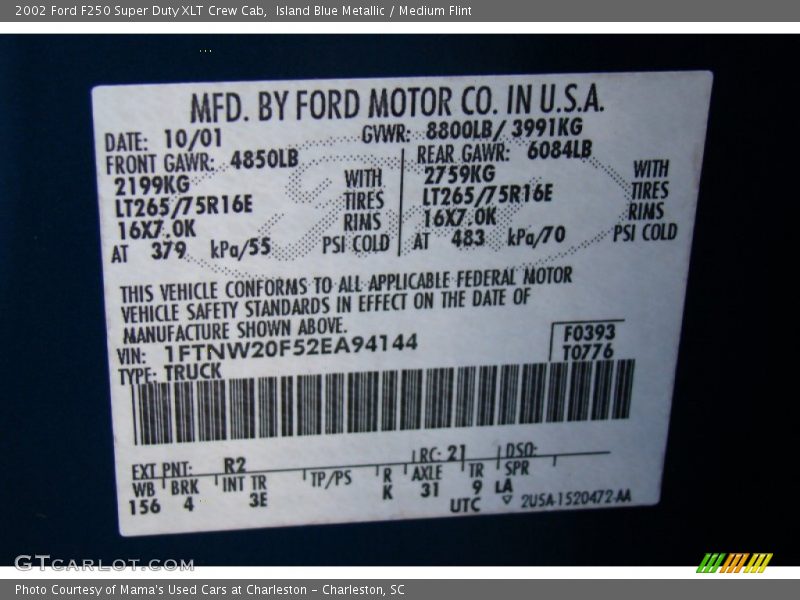 2002 Ford F250 Super Duty XLT Crew Cab,  Island Blue Metallic / Medium Flint
MFD. BY FORD MOTOR CO. IN U.S.A.
DATE: 10/01 GVWR: 8800LB/ 3991KG
FRONT GAWR: 4850LB REAR GAWR: 6084LB
2199KG WITH 2759KG WITH
LT265/75R16E TIRES LT265/75R16E TIRES
16X7.0K RIMS 16X7.0K RIMS
AT 379 kPa/55 PSI COLD AT 483 kPa/70 PSI COLD
THIS VEHICLE CONFORMS TO ALL APPLICABLE FEDERAL MOTOR
VEHICLE SAFETY STANDARDS IN EFFECT ON THE DATE OF
MANUFACTURE SHOWN ABOVE.
VIN: 1FTNW20F52EA94144 F0393
TYPE: TRUCK T0776
EXT PNT: R2 RC: 21 DSO:
WB BRK INT TR TP/PS R AXLE TR SPR
156 4 3E K 31 9 LA
UTC ▽ 2USA-1520472-AA
GTCARLOT.COM
Photo Courtesy of Mama's Used Cars at Charleston - Charleston, SC